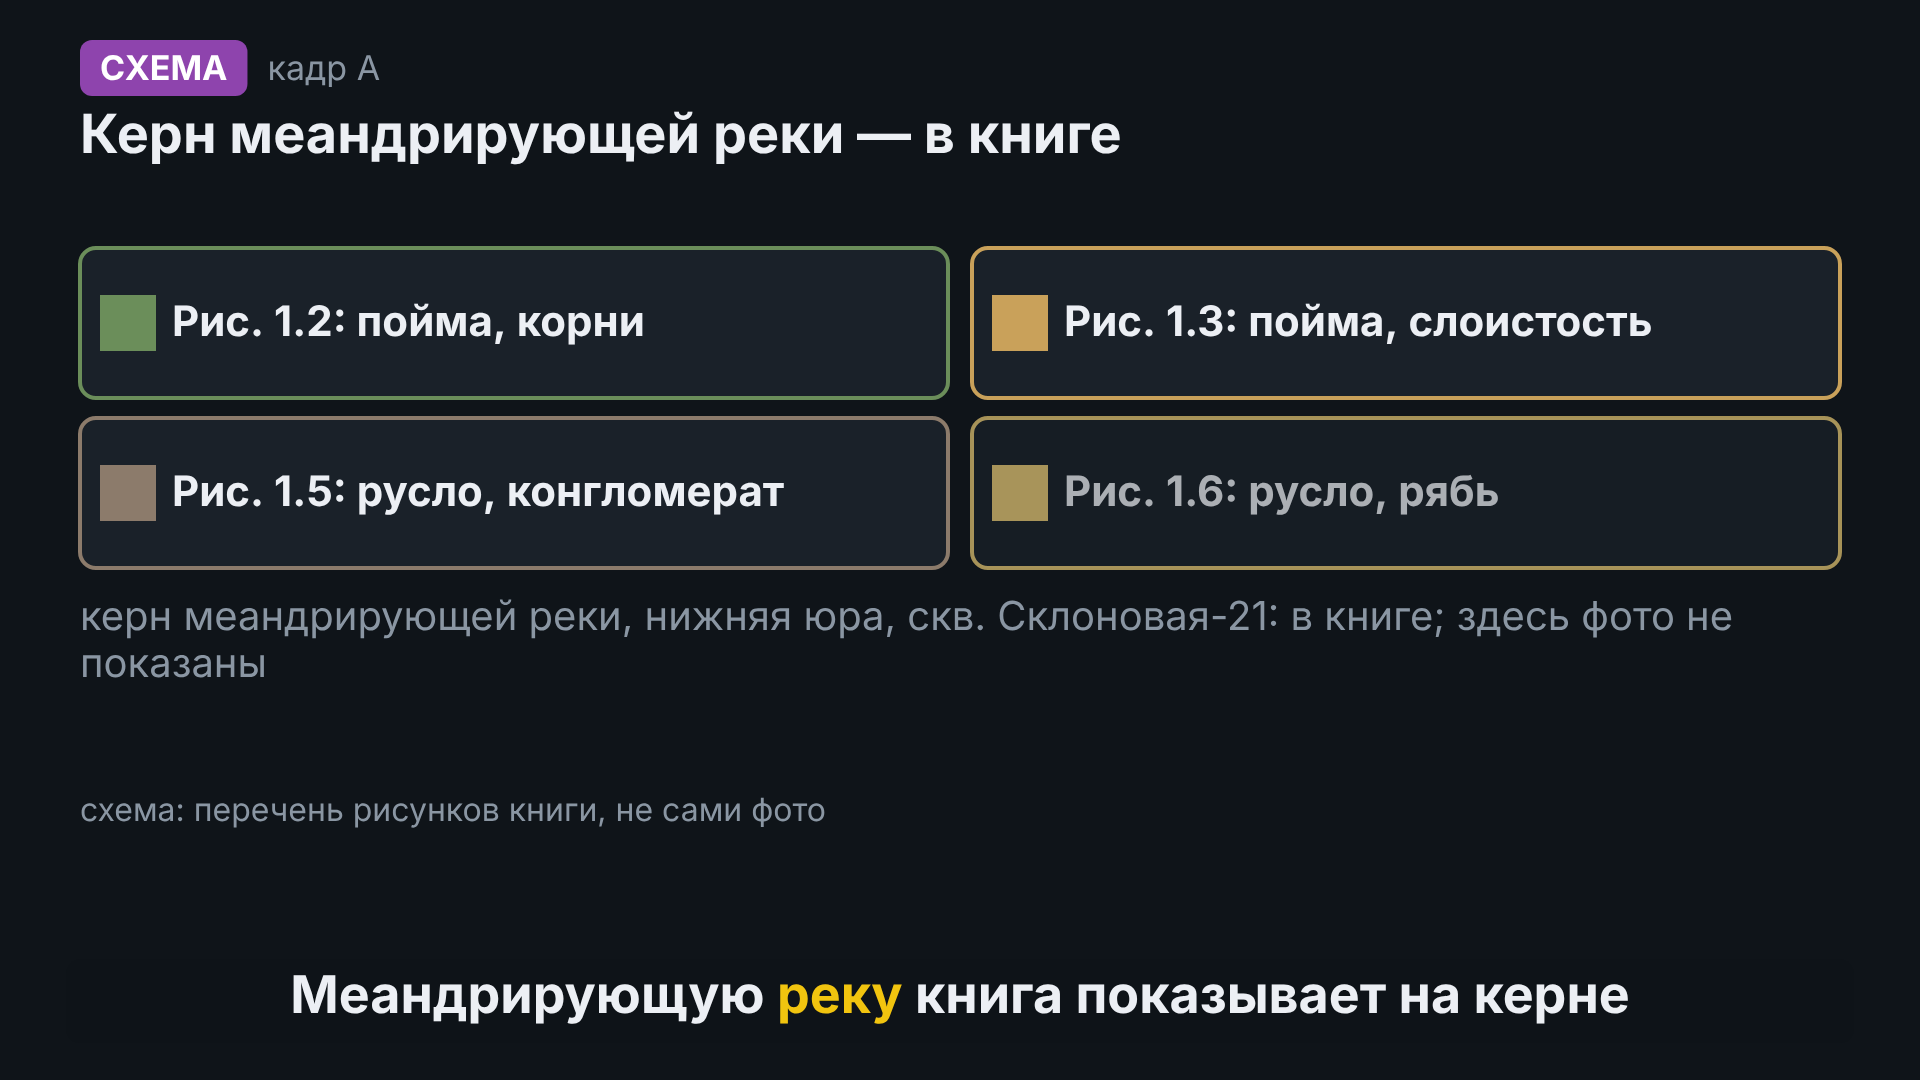 СХЕМА кадр А
Керн меандрирующей реки — в книге
Рис. 1.2: пойма, корни
Рис. 1.3: пойма, слоистость
Рис. 1.5: русло, конгломерат
Рис. 1.6: русло, рябь
керн меандрирующей реки, нижняя юра, скв. Склоновая-21: в книге; здесь фото не
показаны
схема: перечень рисунков книги, не сами фото
Меандрирующую реку книга показывает на керне